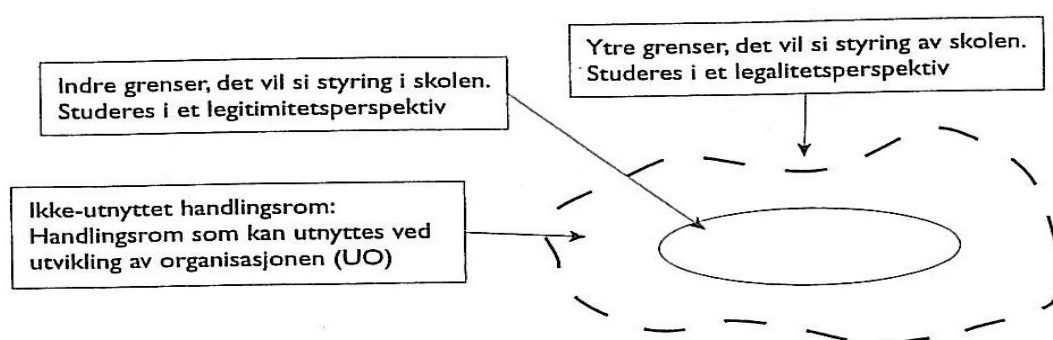 Indre grenser, det vil si styring i skolen.
Studeres i et legitimitetsperspektiv
Ytre grenser, det vil si styring av skolen.
Studeres i et legalitetsperspektiv
Ikke-utnyttet handlingsrom:
Handlingsrom som kan utnyttes ved
utvikling av organisasjonen (UO)